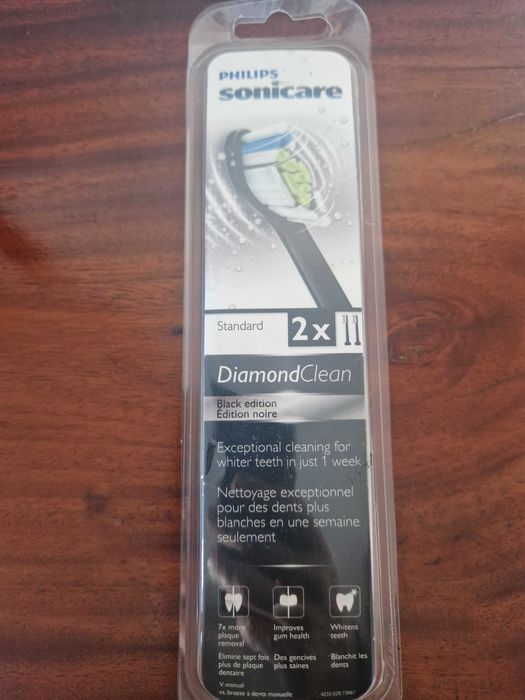 PHILIPS
sonicare
Standard
2x
DiamondClean
Black edition
Édition noire
Exceptional cleaning for
whiter teeth in just 1 week
Nettoyage exceptionnel
pour des dents plus
blanches en une semaine
seulement
7x more
plaque
removal
Improves
gum health
Whitens
teeth
Élimine sept fois
plus de plaque
dentaire
Des gencives
plus saines
Blanchit les
dents
V. manual
vs. brosse à dents manuelle